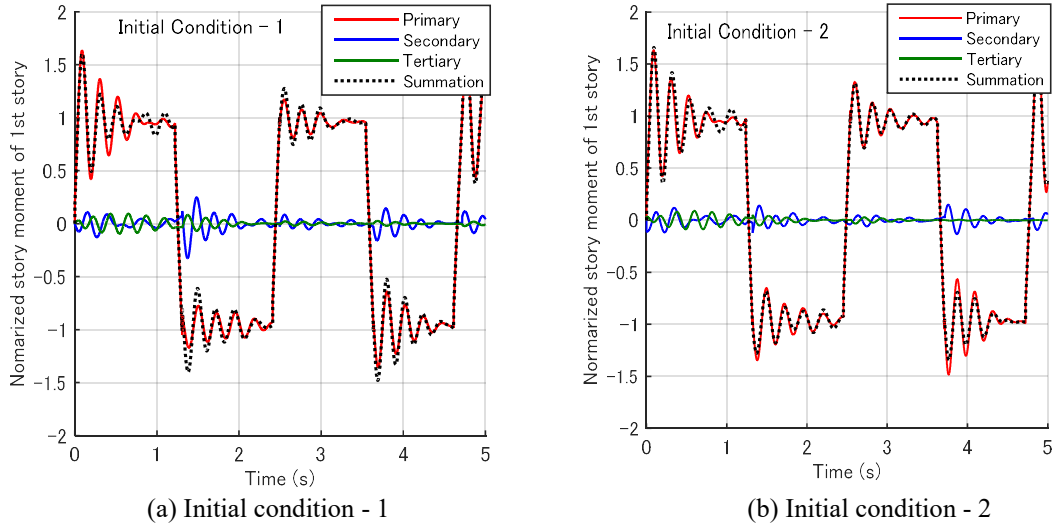 Initial Condition - 1
Primary
Secondary
Tertiary
Summation
Nomarized story moment of 1st story
2
1.5
1
0.5
0
-0.5
-1
-1.5
-2
0
1
2
3
4
5
Time (s)
(a) Initial condition - 1
Initial Condition - 2
Primary
Secondary
Tertiary
Summation
Normarized story moment of 1st story
2
1.5
1
0.5
0
-0.5
-1
-1.5
-2
0
1
2
3
4
5
Time (s)
(b) Initial condition - 2